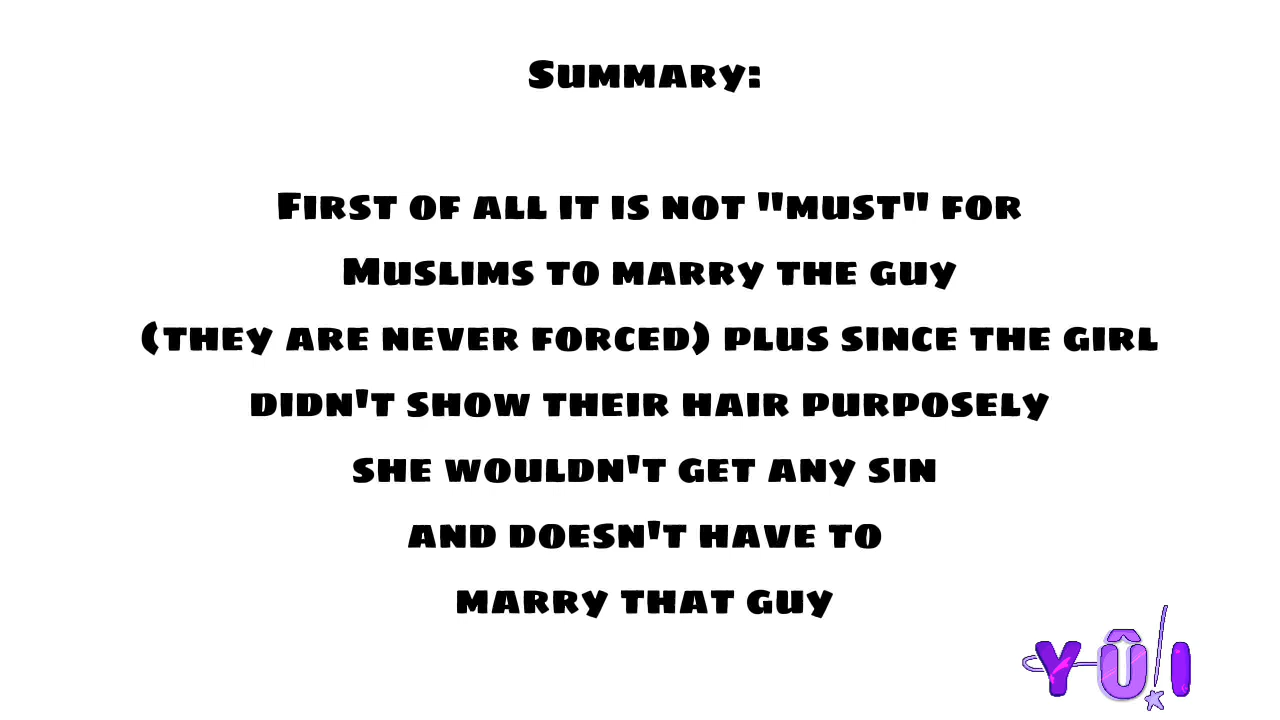 Summary:
First of all it is not "must" for
Muslims to marry the guy
(they are never forced) plus since the girl
didn't show their hair purposely
she wouldn't get any sin
and doesn't have to
marry that guy
YÛI